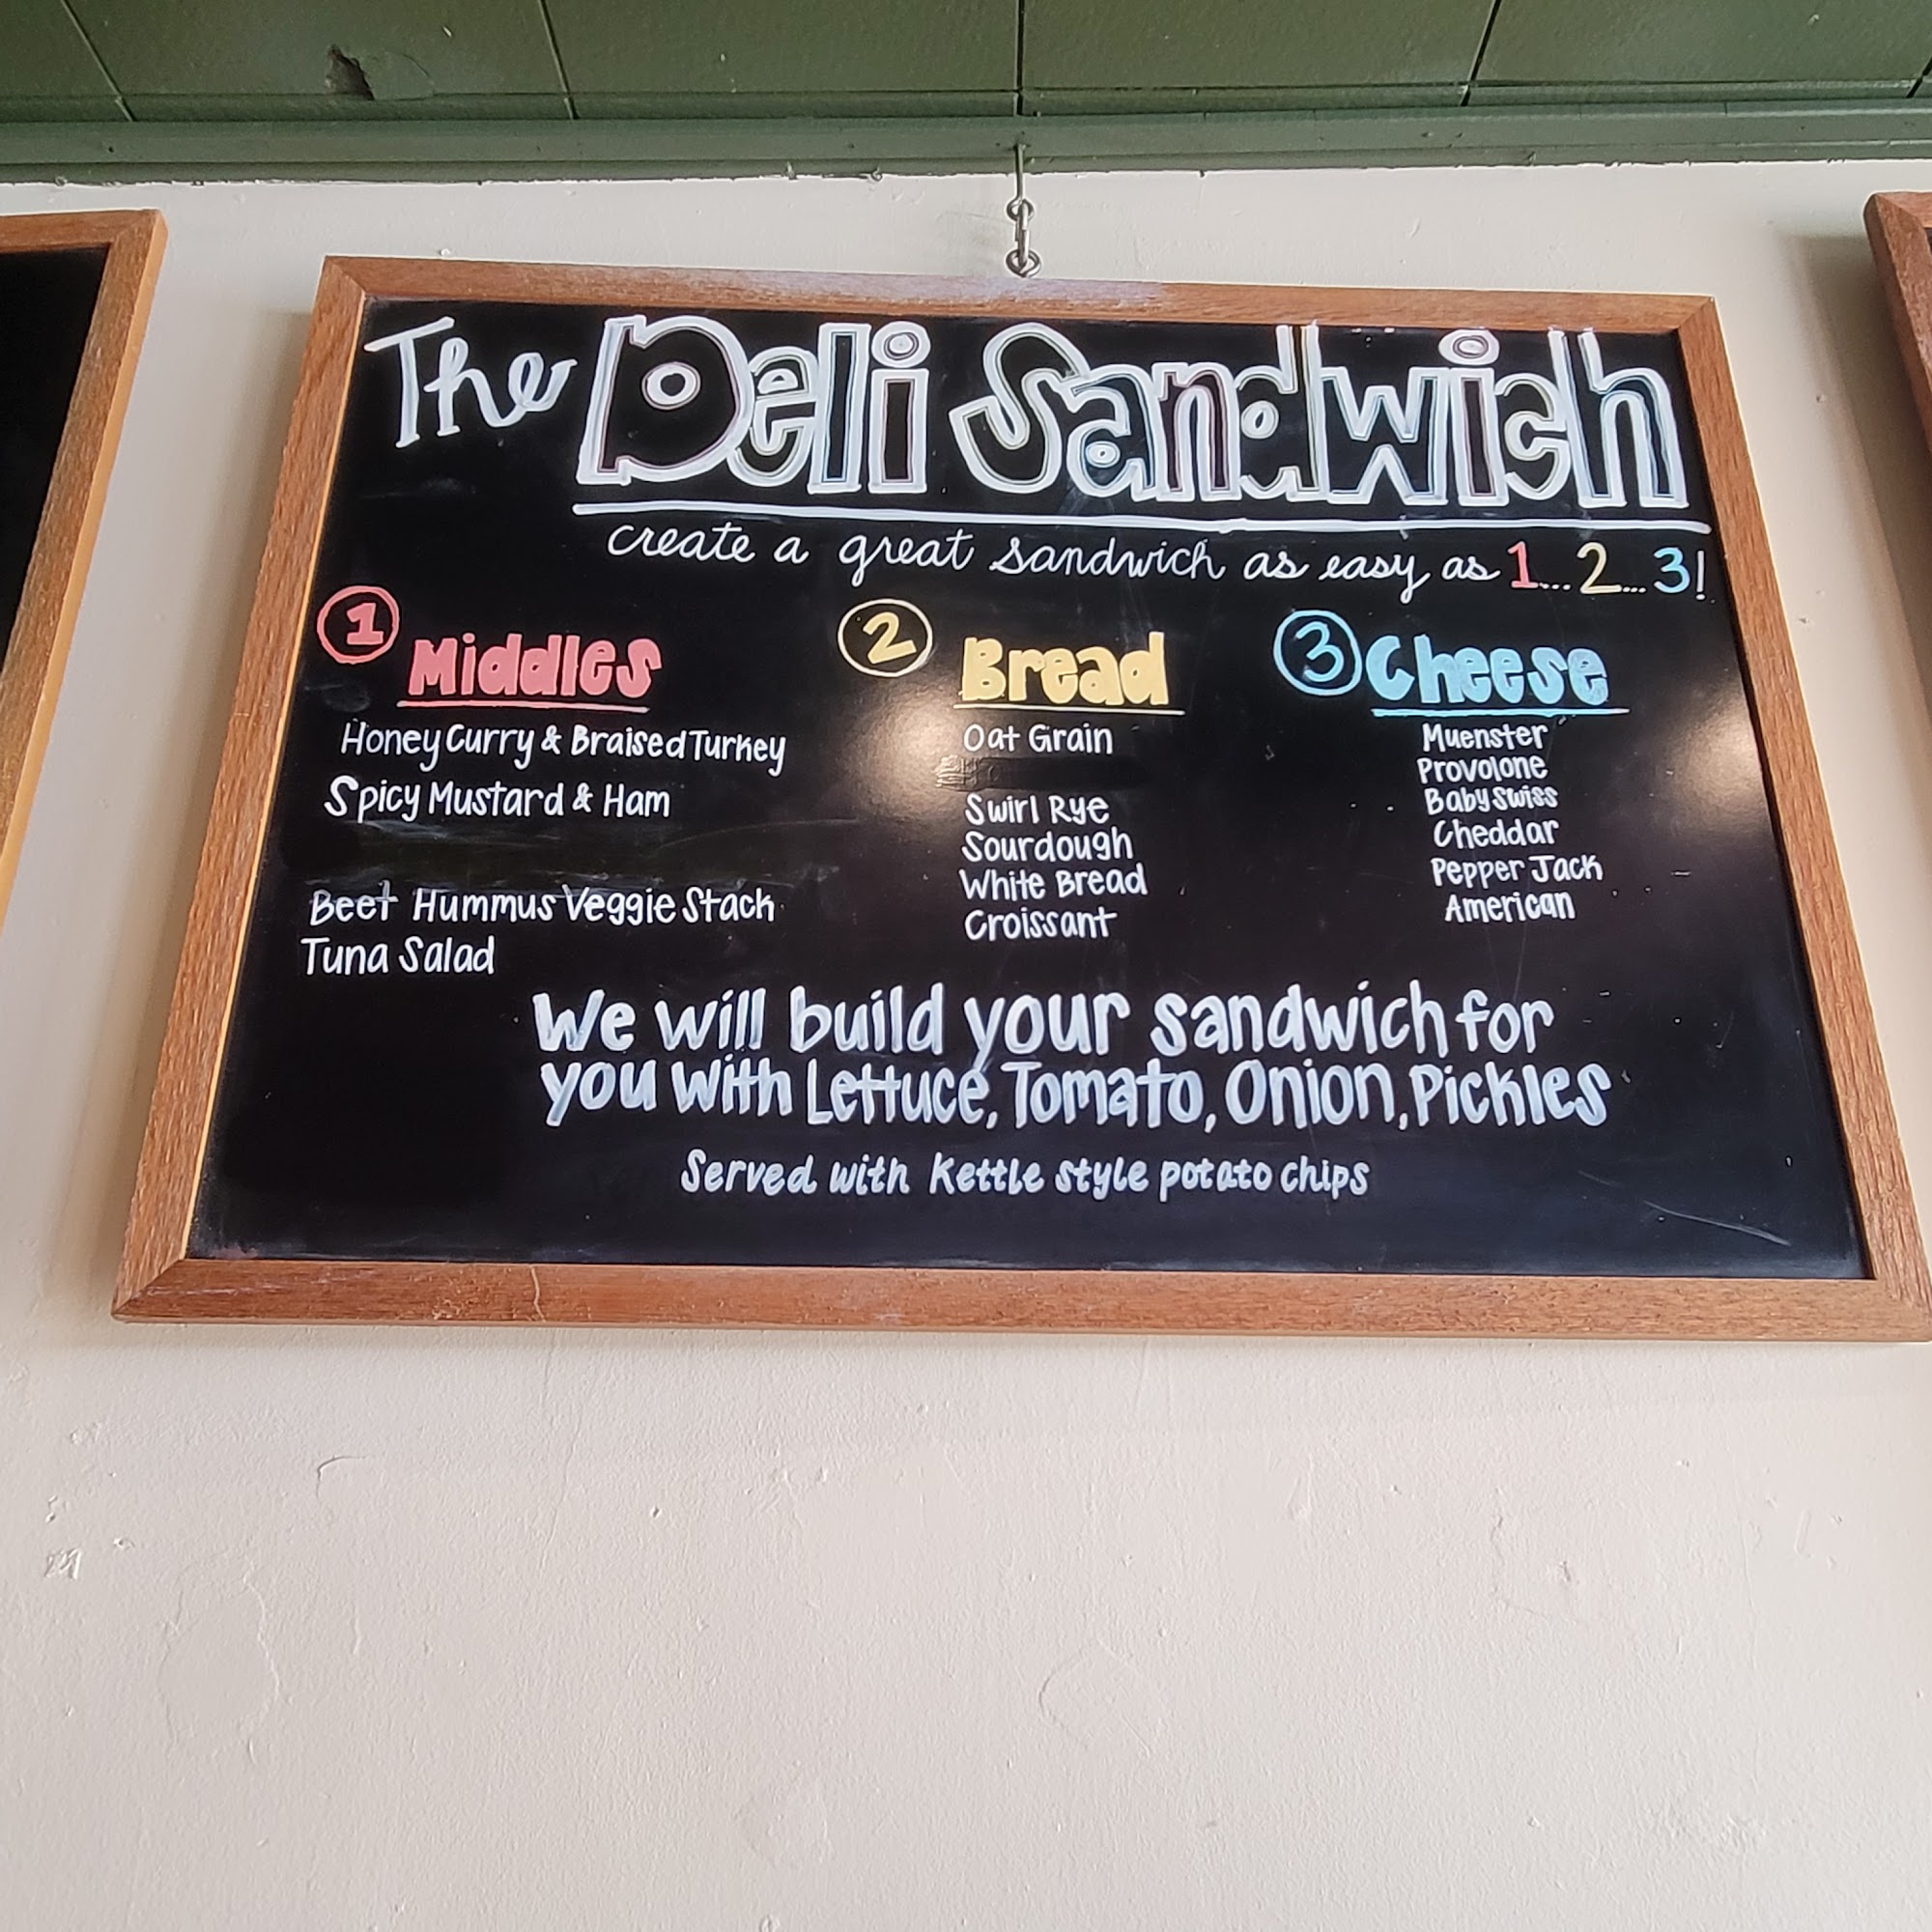 The Deli Sandwich
create a great sandwich as easy as 1... 2... 3!
1 Middles
Honey Curry & Braised Turkey
Spicy Mustard & Ham
Beet Hummus Veggie Stack
Tuna Salad
2 Bread
Oat Grain
Swirl Rye
Sourdough
White Bread
Croissant
3 Cheese
Muenster
Provolone
Baby Swiss
Cheddar
Pepper Jack
American
We will build your sandwich for
you with Lettuce, Tomato, Onion, Pickles
Served with Kettle style potato chips